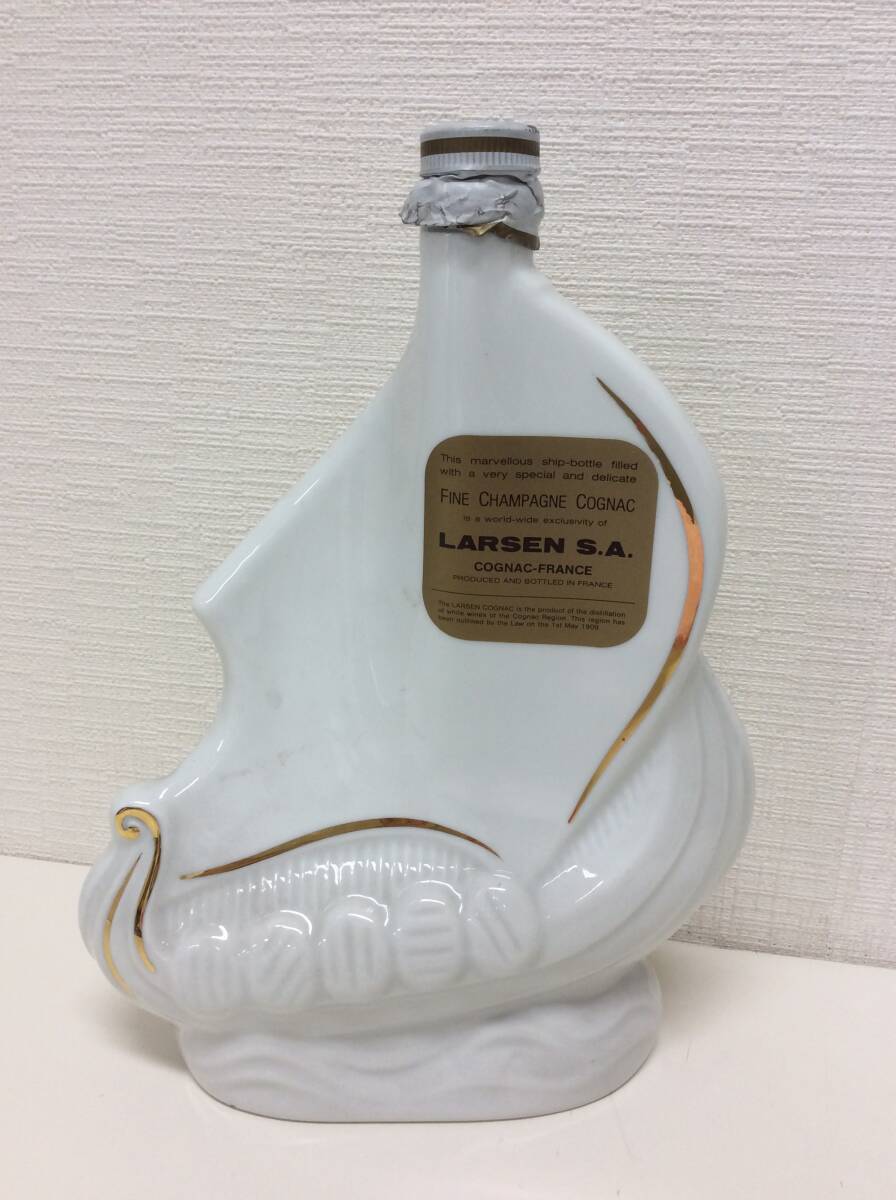 This marvellous ship-bottle filled
with a very special and delicate
FINE CHAMPAGNE COGNAC
is a world-wide exclusivity of
LARSEN S.A.
COGNAC-FRANCE
PRODUCED AND BOTTLED IN FRANCE
The LARSEN COGNAC is the product of the distillation
of white wines of the Cognac Region. This region has
been outlined by the Law on the 1st May 1909